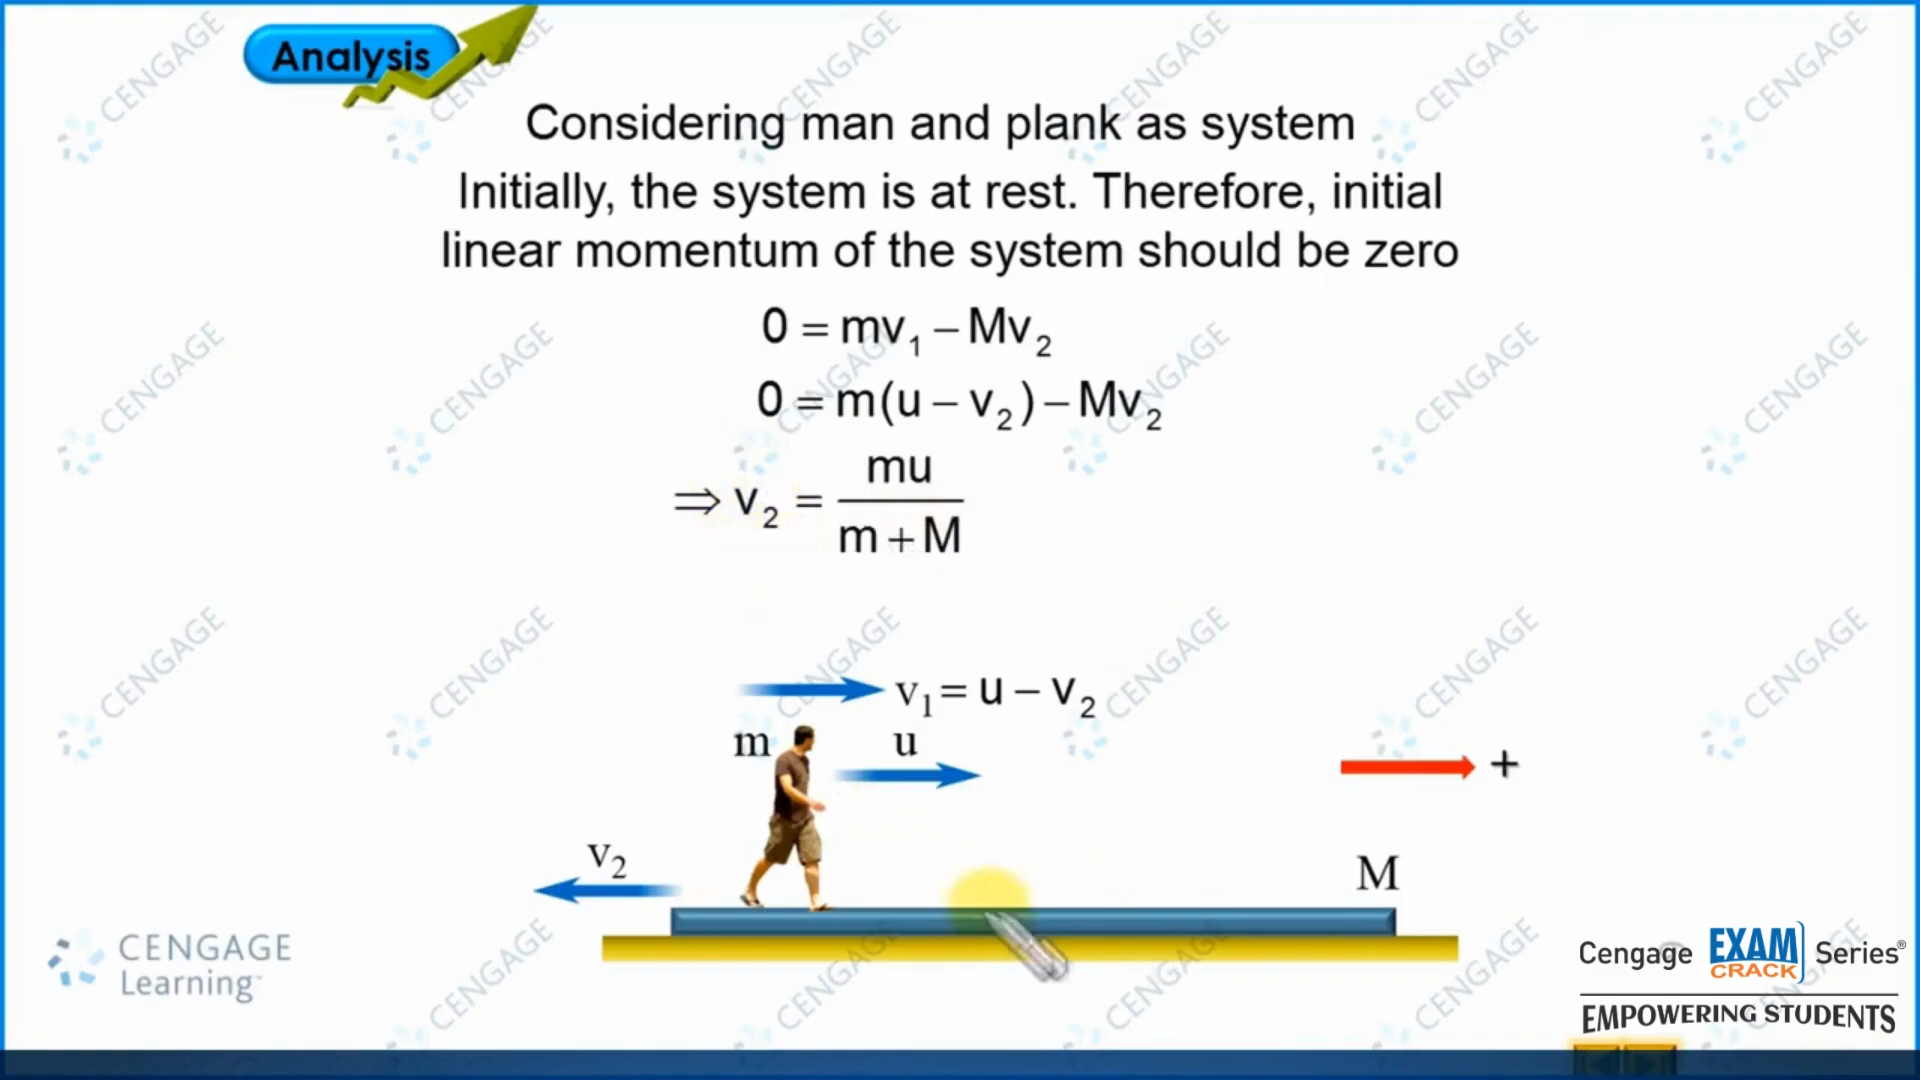 Analysis
Considering man and plank as system
Initially, the system is at rest. Therefore, initial
linear momentum of the system should be zero
0 = mv₁ − Mv₂
0 = m(u − v₂) − Mv₂
⇒ v₂ = mu / (m + M)
v₁ = u − v₂
m
u
+
v₂
M
CENGAGE
Learning™
Cengage EXAM CRACK Series®
EMPOWERING STUDENTS